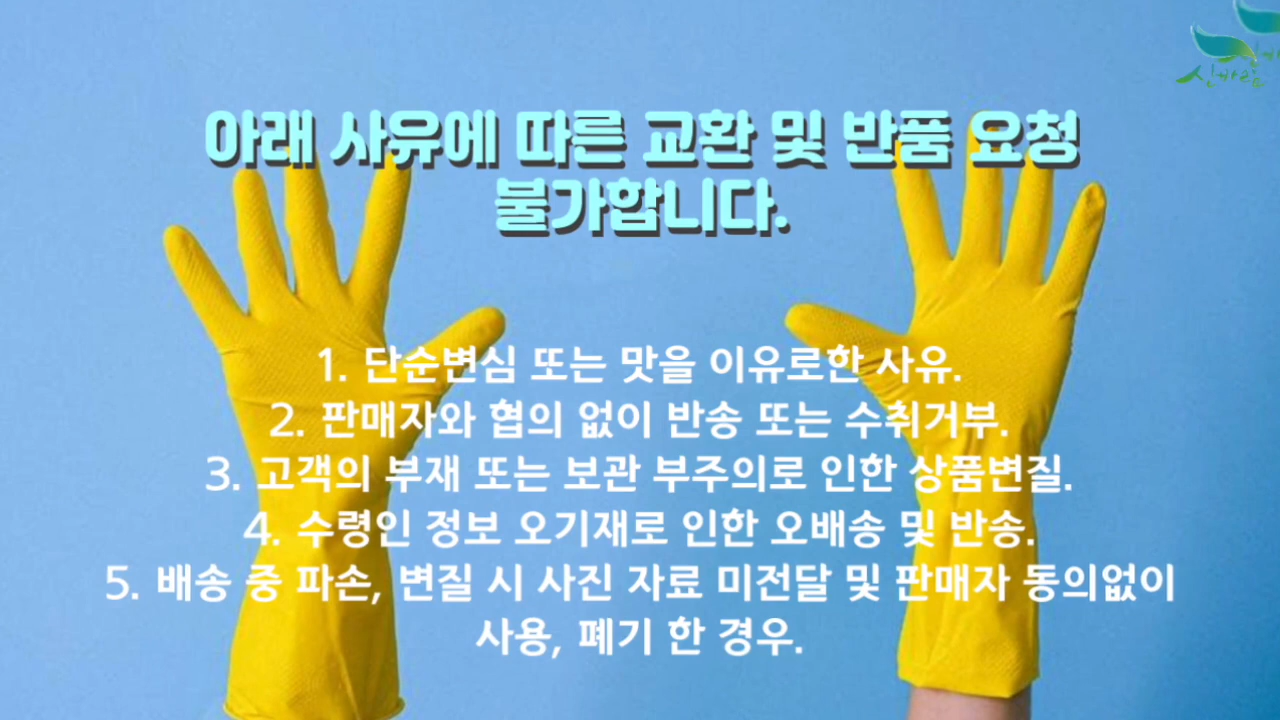 신바람
아래 사유에 따른 교환 및 반품 요청
불가합니다.
1. 단순변심 또는 맛을 이유로한 사유.
2. 판매자와 협의 없이 반송 또는 수취거부.
3. 고객의 부재 또는 보관 부주의로 인한 상품변질.
4. 수령인 정보 오기재로 인한 오배송 및 반송.
5. 배송 중 파손, 변질 시 사진 자료 미전달 및 판매자 동의없이
사용, 폐기 한 경우.